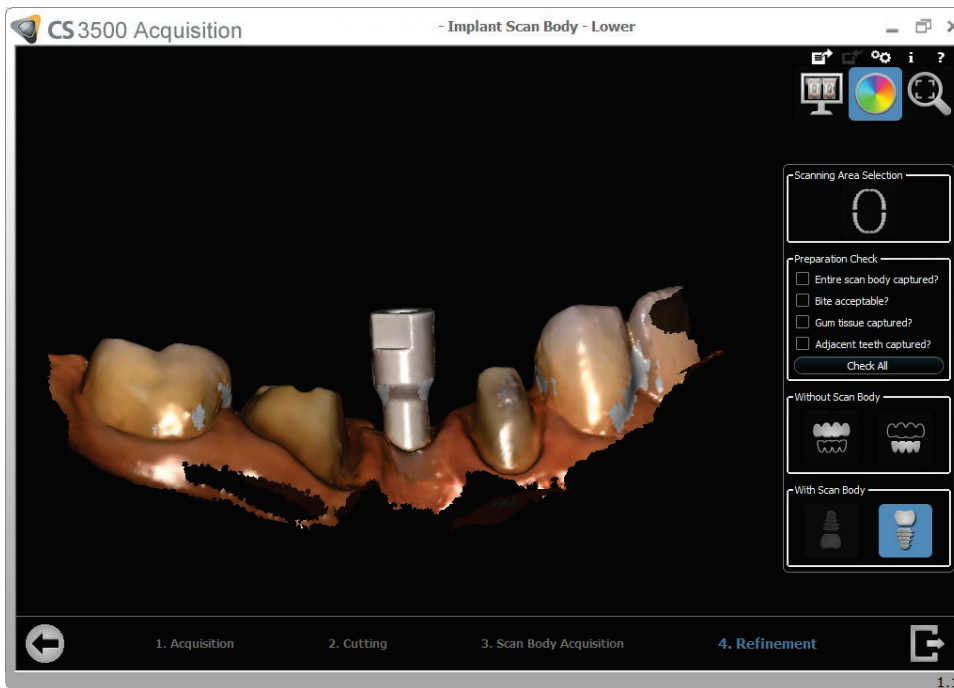 CS 3500 Acquisition
- Implant Scan Body - Lower
i ?
Scanning Area Selection
Preparation Check
Entire scan body captured?
Bite acceptable?
Gum tissue captured?
Adjacent teeth captured?
Check All
Without Scan Body
With Scan Body
1. Acquisition
2. Cutting
3. Scan Body Acquisition
4. Refinement